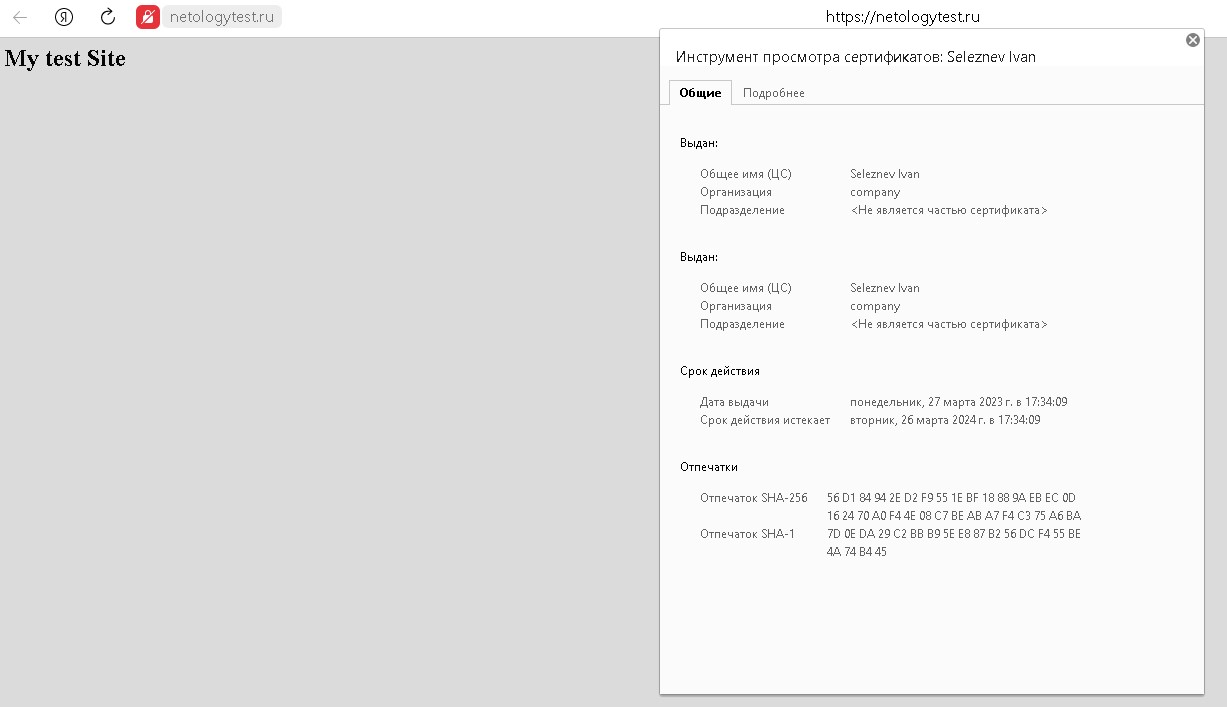 Я
netologytest.ru
https://netologytest.ru
My test Site
Инструмент просмотра сертификатов: Seleznev Ivan
Общие Подробнее
Выдан:
Общее имя (ЦС) Seleznev Ivan
Организация company
Подразделение <Не является частью сертификата>
Выдан:
Общее имя (ЦС) Seleznev Ivan
Организация company
Подразделение <Не является частью сертификата>
Срок действия
Дата выдачи понедельник, 27 марта 2023 г. в 17:34:09
Срок действия истекает вторник, 26 марта 2024 г. в 17:34:09
Отпечатки
Отпечаток SHA-256 56 D1 84 94 2E D2 F9 55 1E BF 18 88 9A EB EC 0D
16 24 70 A0 F4 4E 08 C7 BE AB A7 F4 C3 75 A6 BA
Отпечаток SHA-1 7D 0E DA 29 C2 BB B9 5E E8 87 B2 56 DC F4 55 BE
4A 74 B4 45